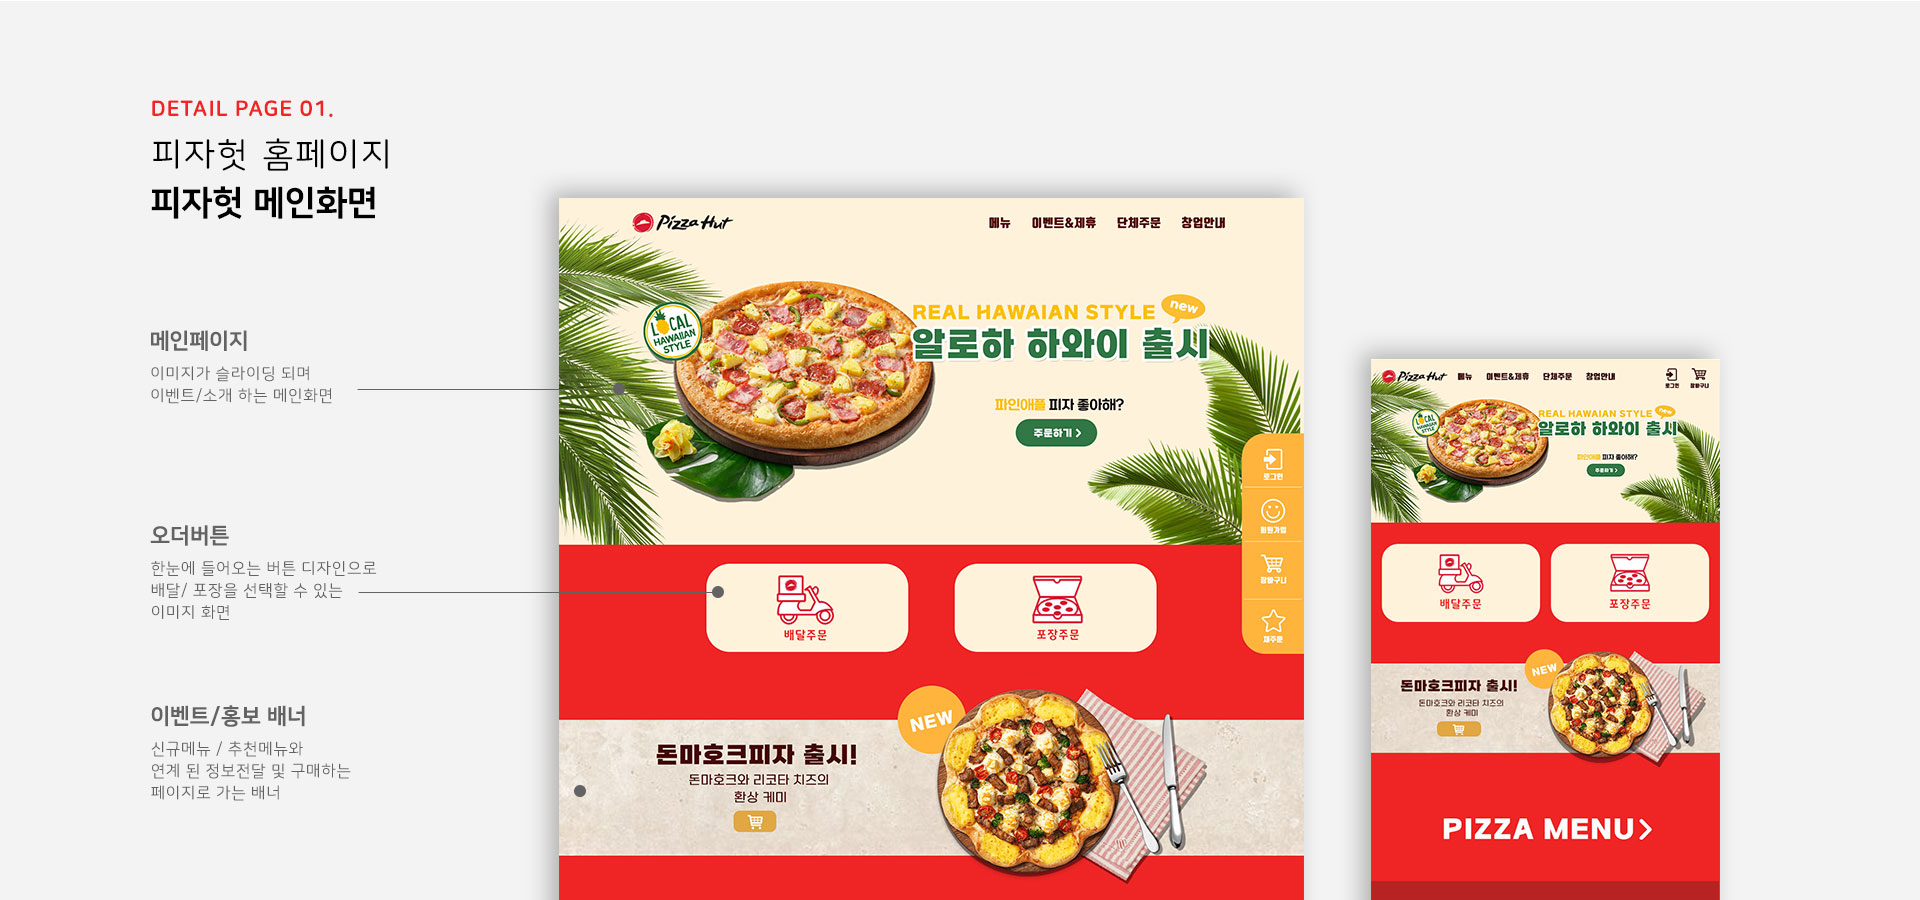 DETAIL PAGE 01.
피자헛 홈페이지
피자헛 메인화면
메인페이지
이미지가 슬라이딩 되며
이벤트/소개 하는 메인화면
오더버튼
한눈에 들어오는 버튼 디자인으로
배달/ 포장을 선택할 수 있는
이미지 화면
이벤트/홍보 배너
신규메뉴 / 추천메뉴와
연계 된 정보전달 및 구매하는
페이지로 가는 배너
Pizza Hut
메뉴 이벤트&제휴 단체주문 창업안내
LOCAL
HAWAIIAN
STYLE
REAL HAWAIAN STYLE new
알로하 하와이 출시
파인애플 피자 좋아해?
주문하기 >
로그인
회원가입
장바구니
재주문
배달주문
포장주문
NEW
돈마호크피자 출시!
돈마호크와 리코타 치즈의
환상 케미
Pizza Hut 메뉴 이벤트&제휴 단체주문 창업안내
로그인 장바구니
LOCAL
HAWAIIAN
STYLE
REAL HAWAIAN STYLE new
알로하 하와이 출시
파인애플 피자 좋아해?
주문하기 >
배달주문
포장주문
NEW
돈마호크피자 출시!
돈마호크와 리코타 치즈의
환상 케미
PIZZA MENU>